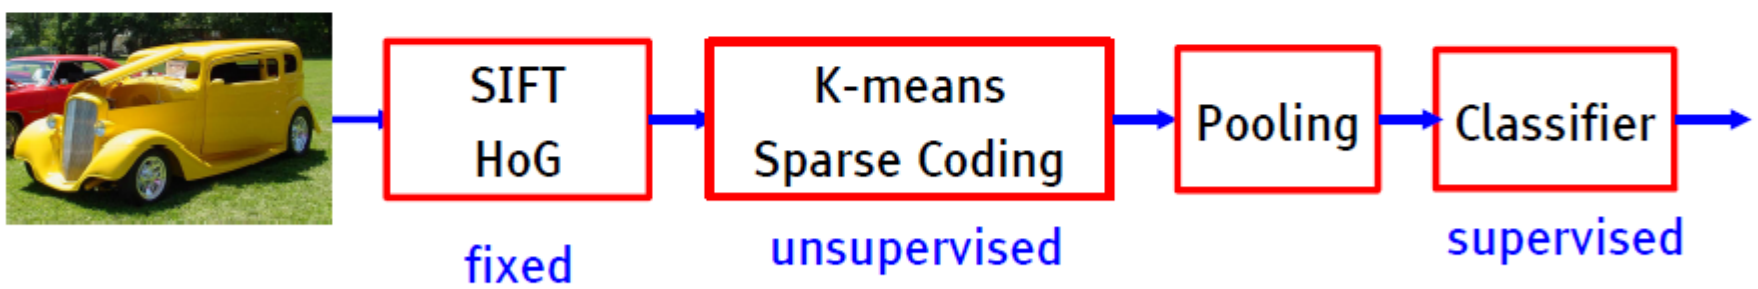 SIFT
HoG
K-means
Sparse Coding
Pooling
Classifier
fixed
unsupervised
supervised